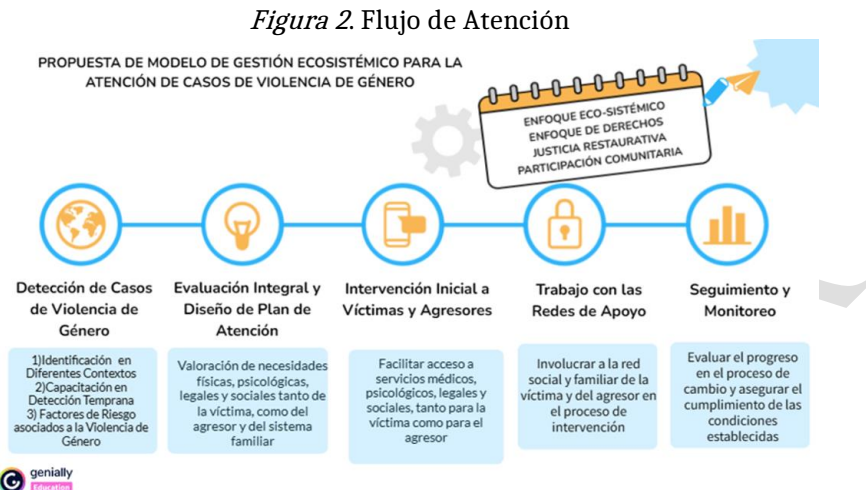 Figura 2. Flujo de Atención
PROPUESTA DE MODELO DE GESTIÓN ECOSISTÉMICO PARA LA
ATENCIÓN DE CASOS DE VIOLENCIA DE GÉNERO
ENFOQUE ECO-SISTÉMICO
ENFOQUE DE DERECHOS
JUSTICIA RESTAURATIVA
PARTICIPACIÓN COMUNITARIA
Detección de Casos
de Violencia de
Género
1)Identificación en
Diferentes Contextos
2)Capacitación en
Detección Temprana
3) Factores de Riesgo
asociados a la Violencia de
Género
Evaluación Integral y
Diseño de Plan de
Atención
Valoración de necesidades
físicas, psicológicas,
legales y sociales tanto de
la víctima, como del
agresor y del sistema
familiar
Intervención Inicial a
Víctimas y Agresores
Facilitar acceso a
servicios médicos,
psicológicos, legales y
sociales, tanto para la
víctima como para el
agresor
Trabajo con las
Redes de Apoyo
Involucrar a la red
social y familiar de la
víctima y del agresor en
el proceso de
intervención
Seguimiento y
Monitoreo
Evaluar el progreso
en el proceso de
cambio y asegurar el
cumplimiento de las
condiciones
establecidas
genially
Education